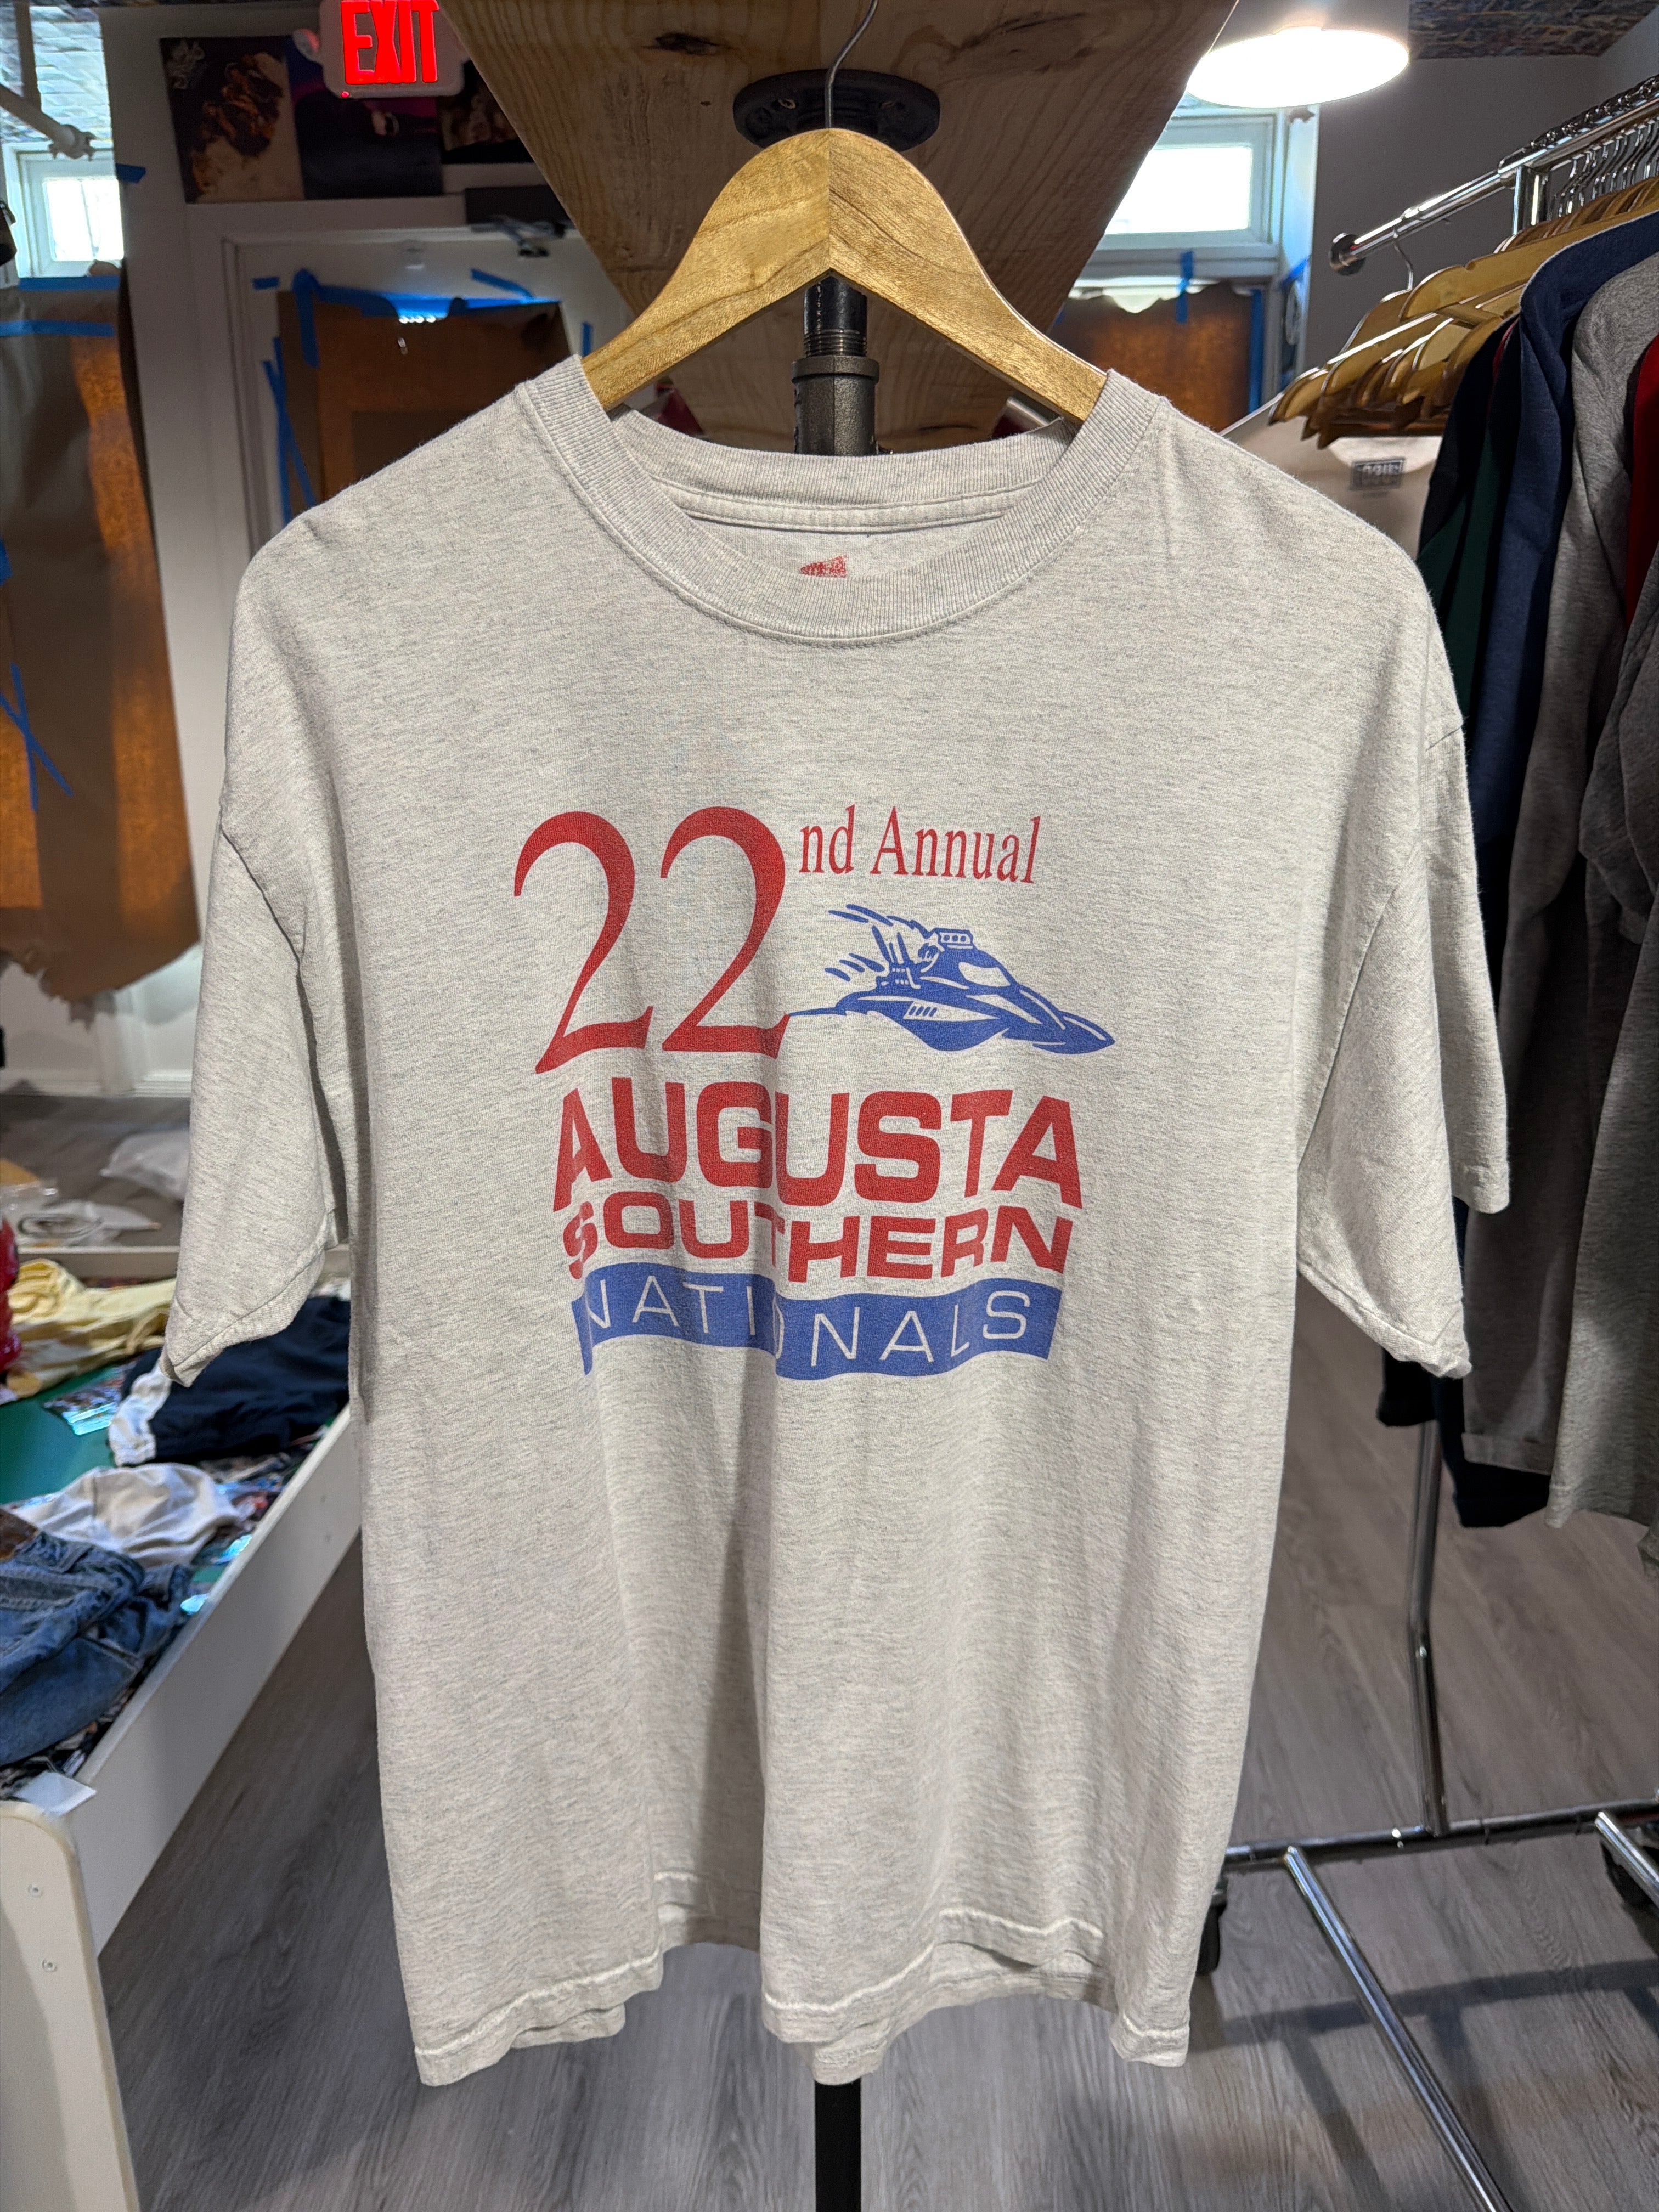 EXIT
22nd Annual
AUGUSTA
SOUTHERN
NATIONALS